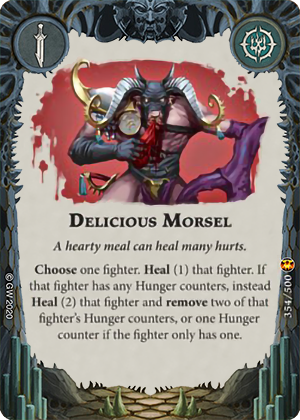 DELICIOUS MORSEL
A hearty meal can heal many hurts.
Choose one fighter. Heal (1) that fighter. If
that fighter has any Hunger counters, instead
Heal (2) that fighter and remove two of that
fighter's Hunger counters, or one Hunger
counter if the fighter only has one.
© GW 2020
354/500